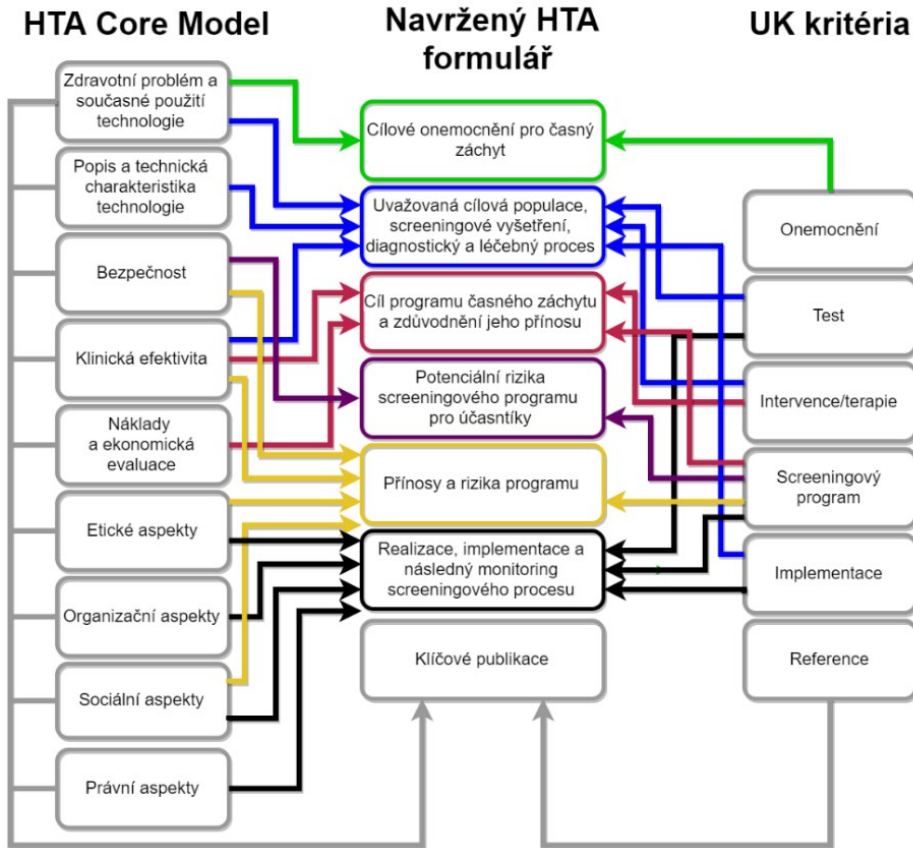 HTA Core Model
Navržený HTA
formulář
UK kritéria
Zdravotní problém a
současné použití
technologie
Popis a technická
charakteristika
technologie
Bezpečnost
Klinická efektivita
Náklady
a ekonomická
evaluace
Etické aspekty
Organizační aspekty
Sociální aspekty
Právní aspekty
Cílové onemocnění pro časný
záchyt
Uvažovaná cílová populace,
screeningové vyšetření,
diagnostický a léčebný proces
Cíl programu časného záchytu
a zdůvodnění jeho přínosu
Potenciální rizika
screeningového programu
pro účastníky
Přínosy a rizika programu
Realizace, implementace a
následný monitoring
screeningového procesu
Klíčové publikace
Onemocnění
Test
Intervence/terapie
Screeningový
program
Implementace
Reference